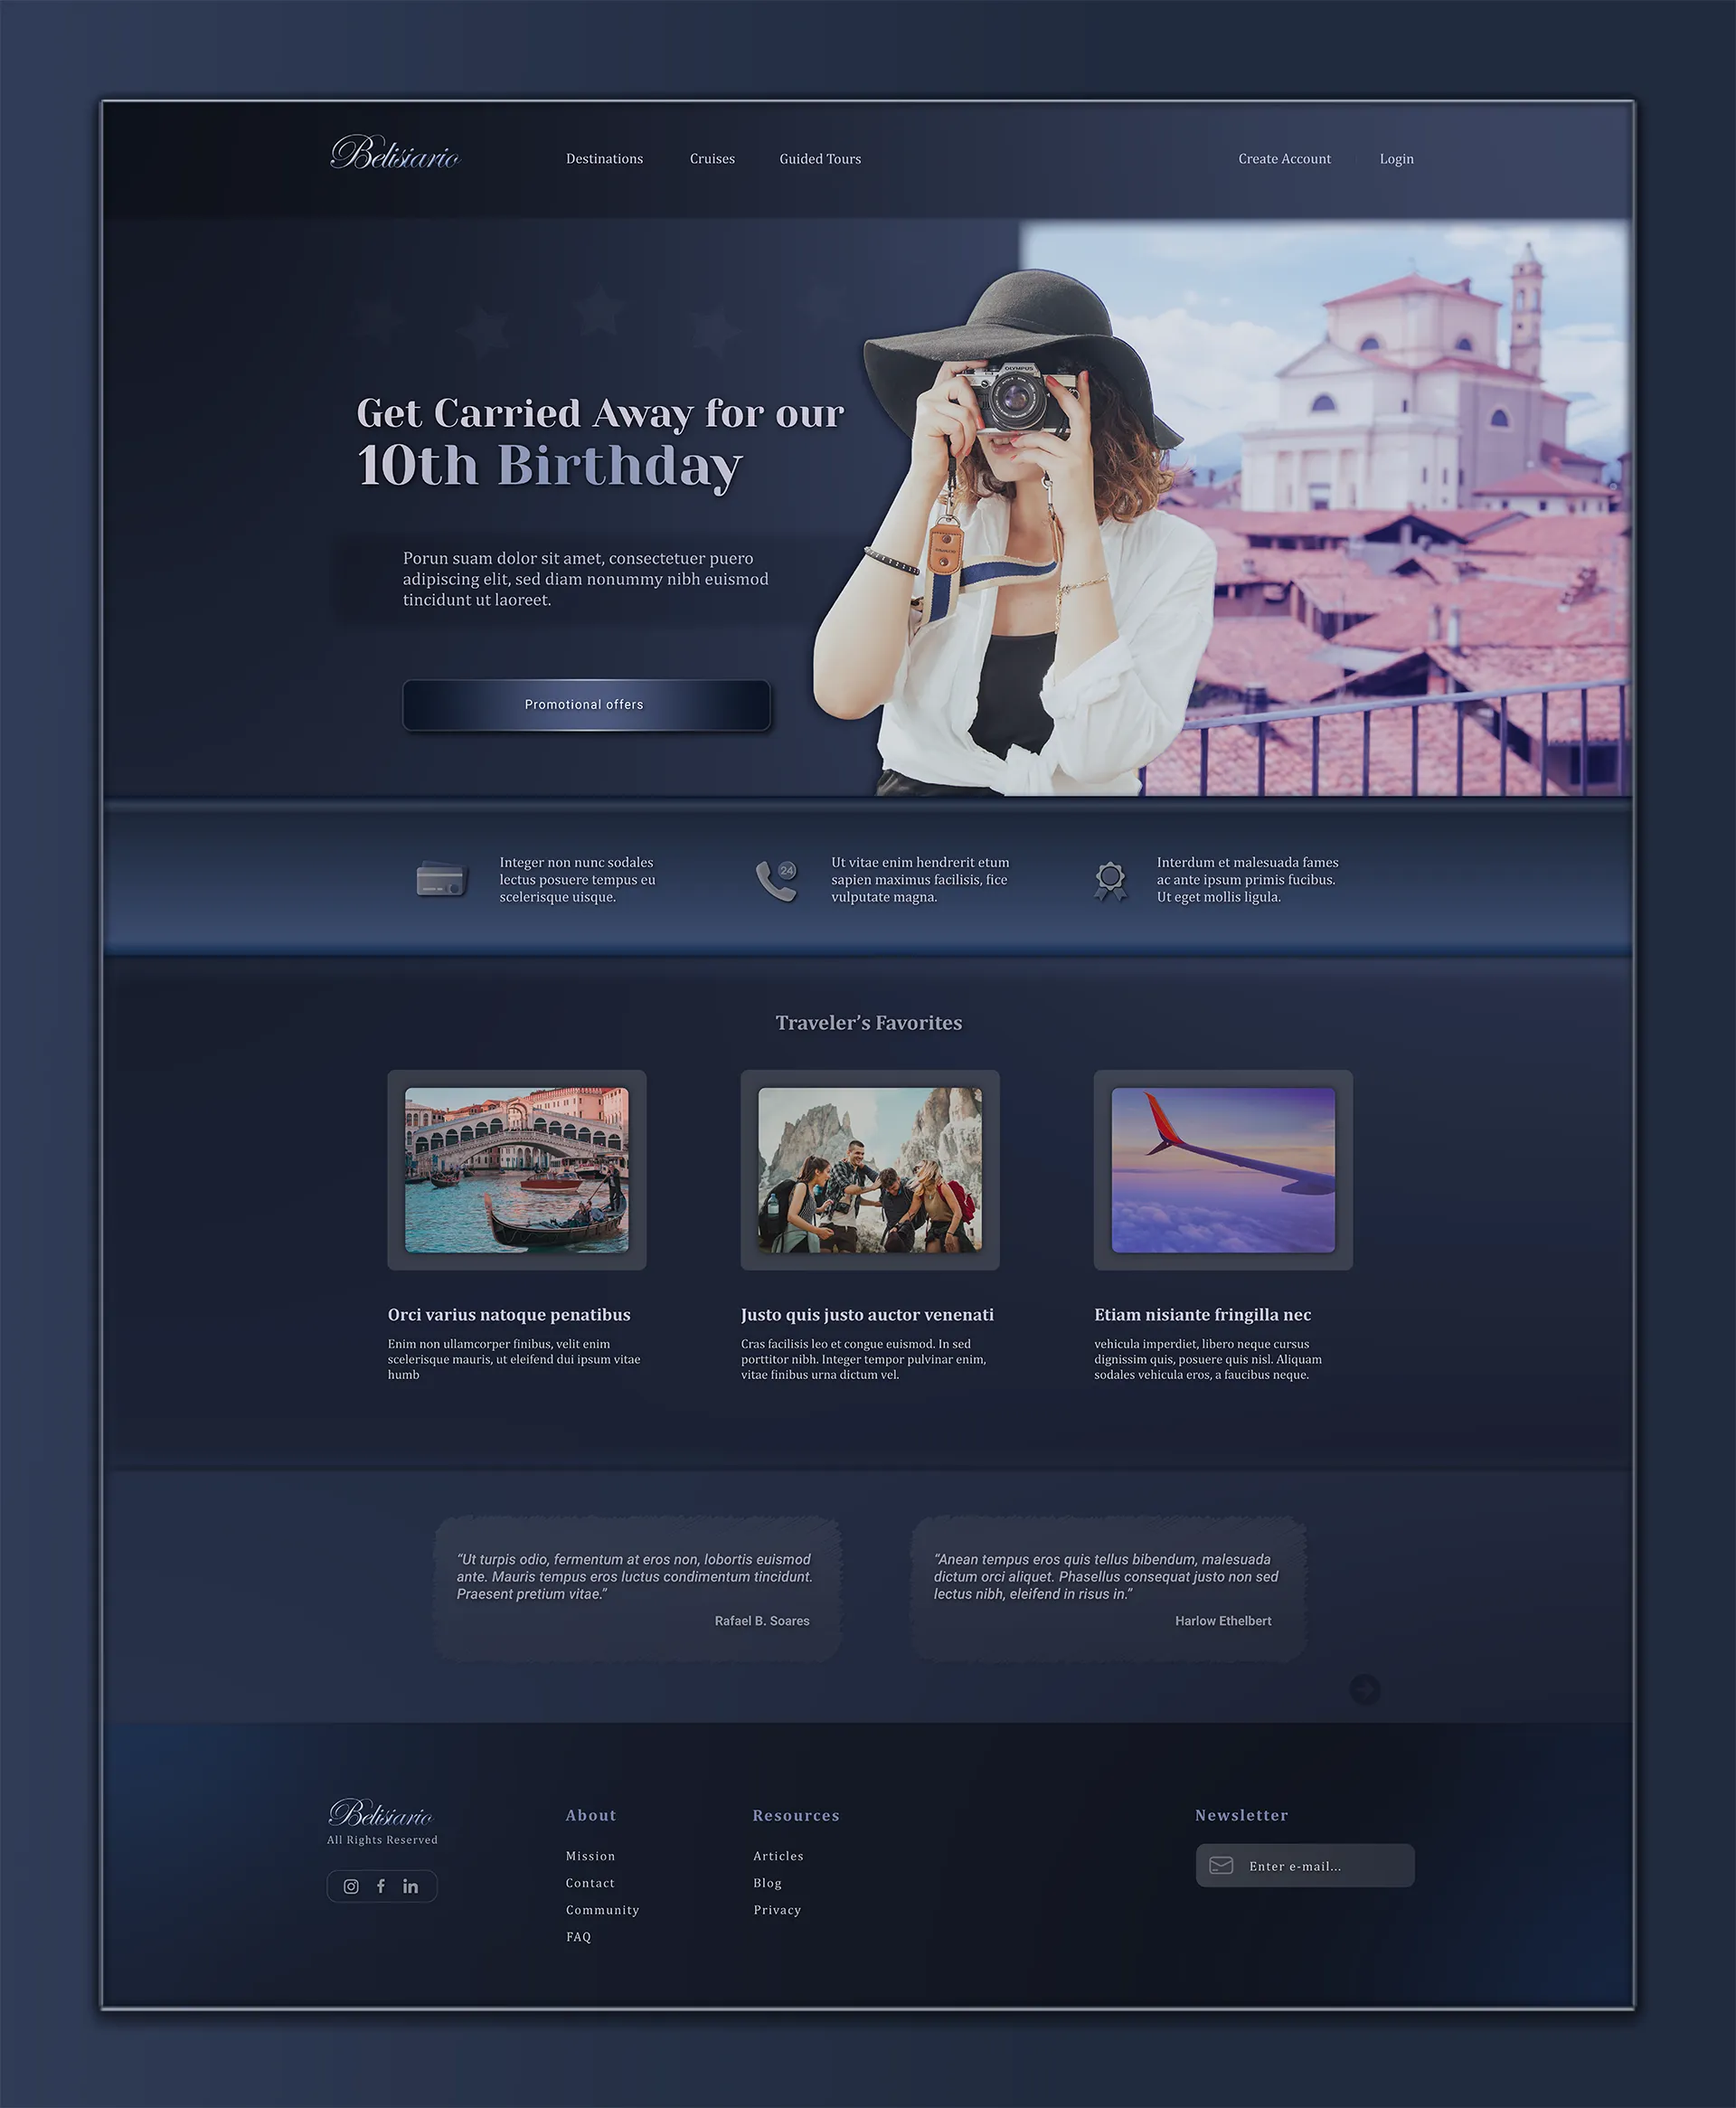 Belisiario
Destinations
Cruises
Guided Tours
Create Account
Login
OLYMPUS
Get Carried Away for our
10th Birthday
Porun suam dolor sit amet, consectetuer puero
adipiscing elit, sed diam nonummy nibh euismod
tincidunt ut laoreet.
Promotional offers
Integer non nunc sodales
lectus posuere tempus eu
scelerisque uisque.
24
Ut vitae enim hendrerit etum
sapien maximus facilisis, fice
vulputate magna.
Interdum et malesuada fames
ac ante ipsum primis fucibus.
Ut eget mollis ligula.
Traveler’s Favorites
Orci varius natoque penatibus
Enim non ullamcorper finibus, velit enim
scelerisque mauris, ut eleifend dui ipsum vitae
humb
Justo quis justo auctor venenati
Cras facilisis leo et congue euismod. In sed
porttitor nibh. Integer tempor pulvinar enim,
vitae finibus urna dictum vel.
Etiam nisiante fringilla nec
vehicula imperdiet, libero neque cursus
dignissim quis, posuere quis nisl. Aliquam
sodales vehicula eros, a faucibus neque.
“Ut turpis odio, fermentum at eros non, lobortis euismod
ante. Mauris tempus eros luctus condimentum tincidunt.
Praesent pretium vitae.”
Rafael B. Soares
“Anean tempus eros quis tellus bibendum, malesuada
dictum orci aliquet. Phasellus consequat justo non sed
lectus nibh, eleifend in risus in.”
Harlow Ethelbert
Belisiario
All Rights Reserved
About
Mission
Contact
Community
FAQ
Resources
Articles
Blog
Privacy
Newsletter
Enter e-mail...